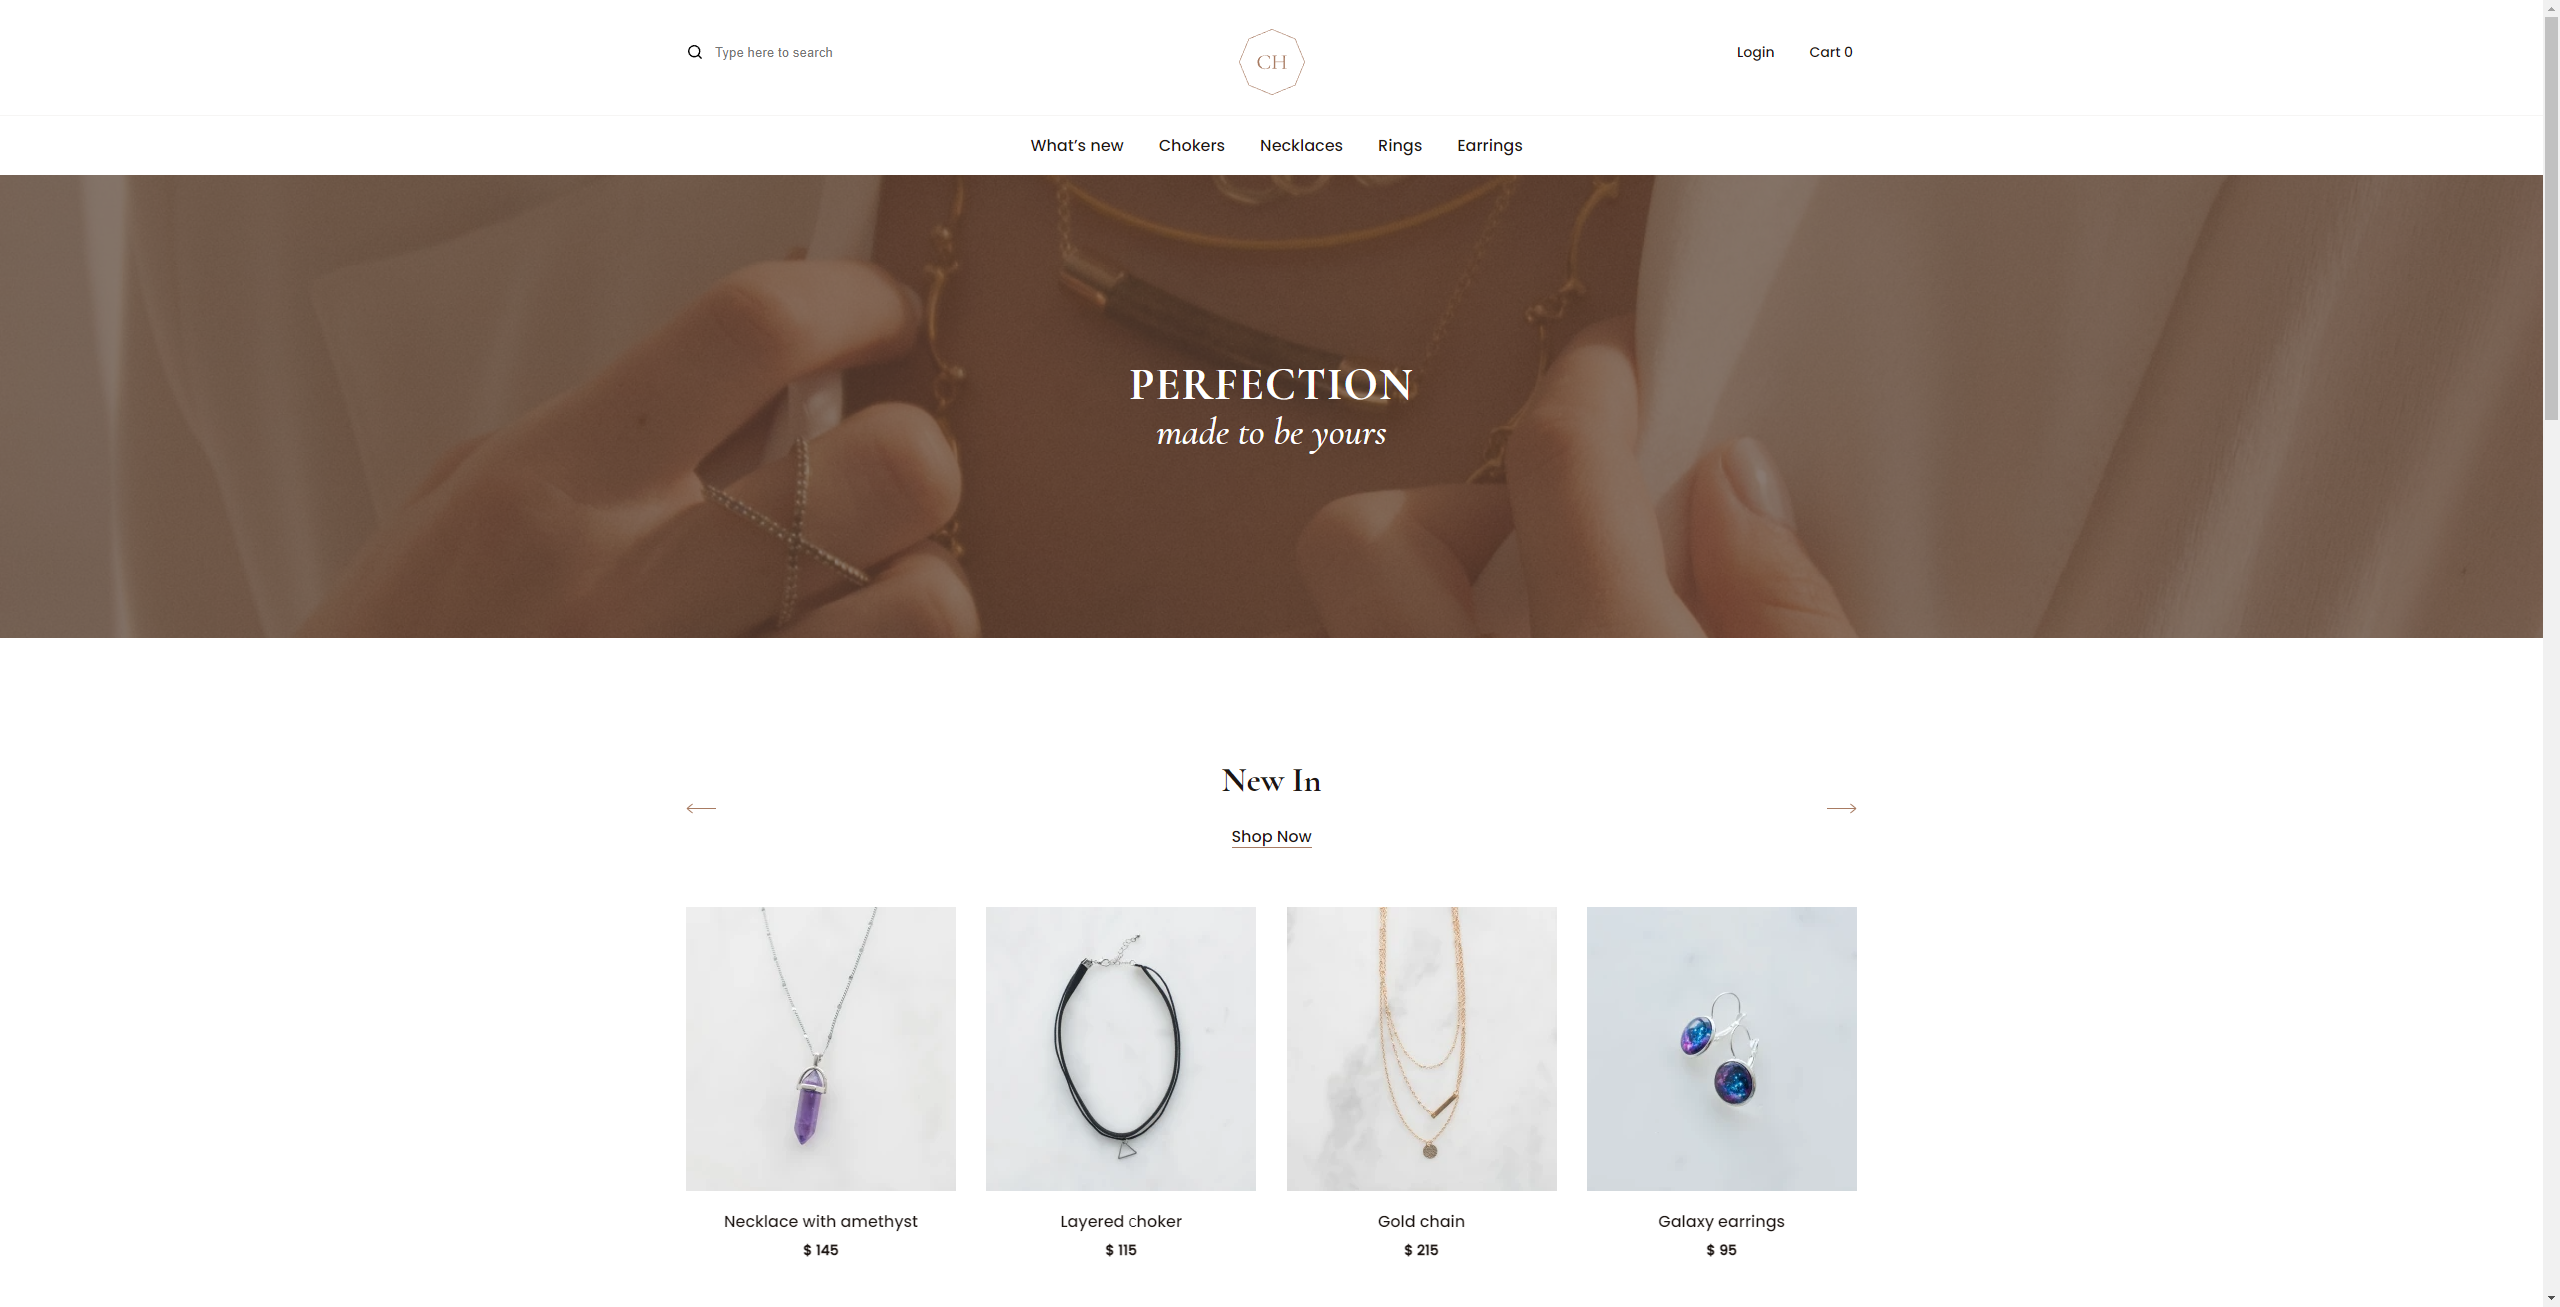 Type here to search
CH
Login
Cart 0
What’s new
Chokers
Necklaces
Rings
Earrings
PERFECTION
made to be yours
New In
Shop Now
Necklace with amethyst
$ 145
Layered choker
$ 115
Gold chain
$ 215
Galaxy earrings
$ 95